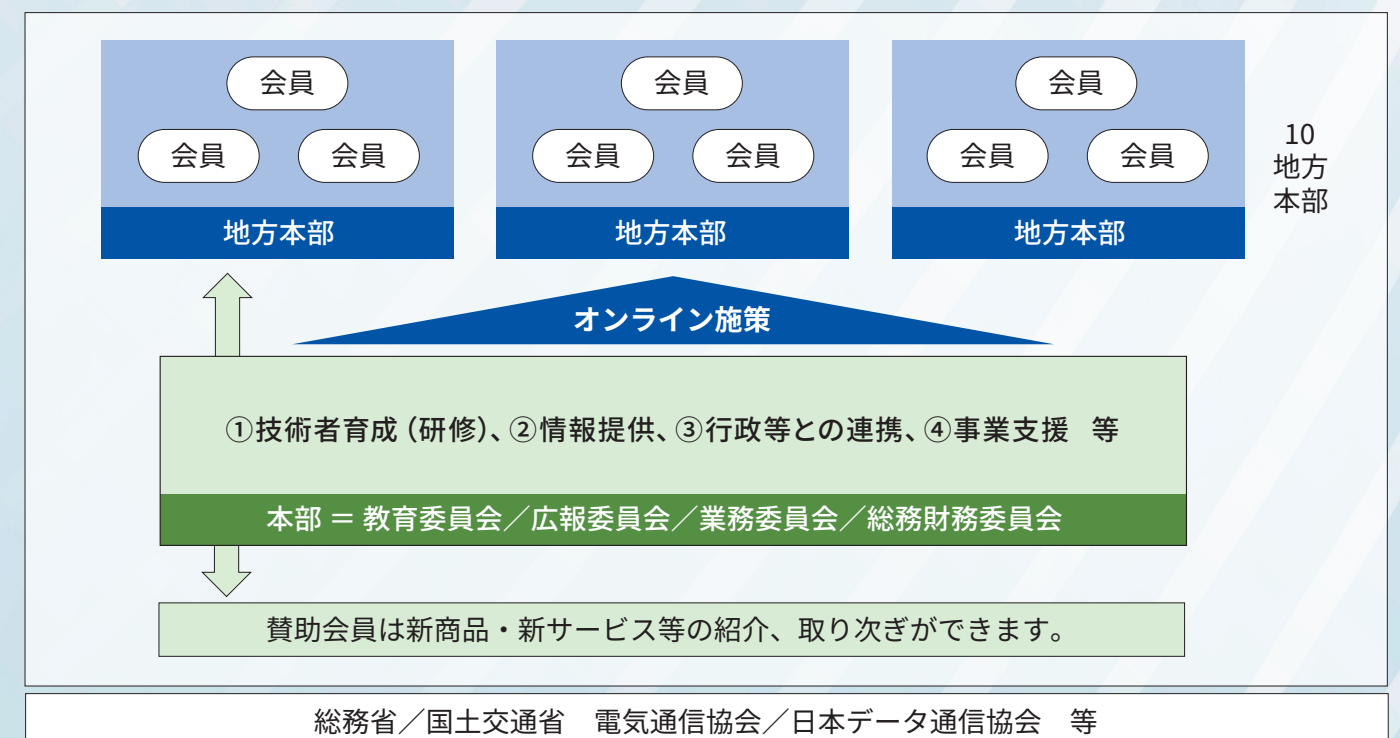 会員
会員 会員
地方本部
会員
会員 会員
地方本部
会員
会員 会員
地方本部
10
地方
本部
オンライン施策
①技術者育成（研修）、②情報提供、③行政等との連携、④事業支援 等
本部 ＝ 教育委員会／広報委員会／業務委員会／総務財務委員会
賛助会員は新商品・新サービス等の紹介、取り次ぎができます。
総務省／国土交通省　電気通信協会／日本データ通信協会　等